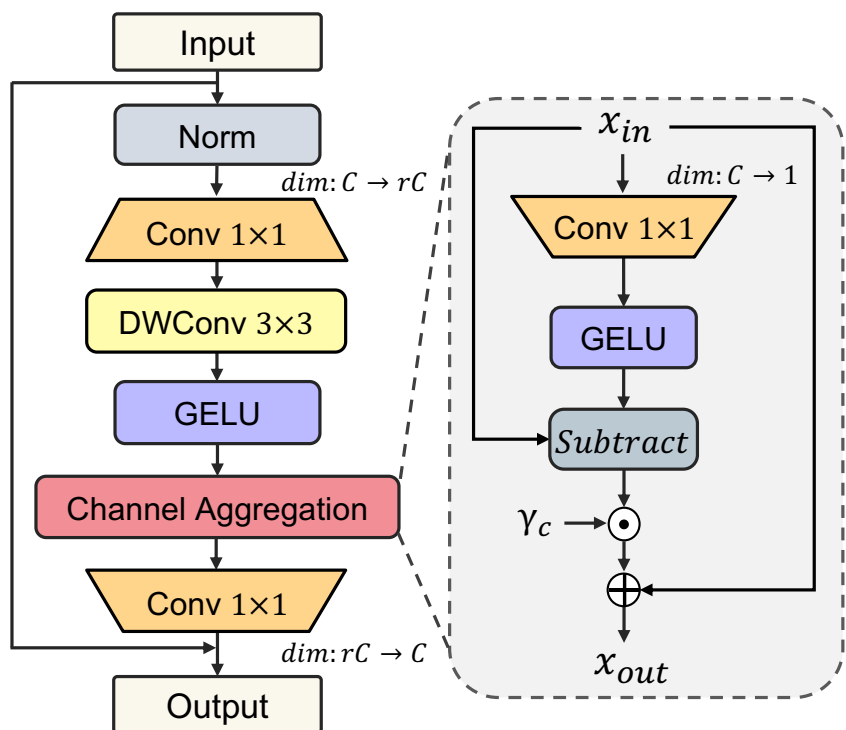 Input
Norm
dim: C → rC
Conv 1×1
DWConv 3×3
GELU
Channel Aggregation
Conv 1×1
dim: rC → C
Output
x_in
dim: C → 1
Conv 1×1
GELU
Subtract
γ_c
x_out